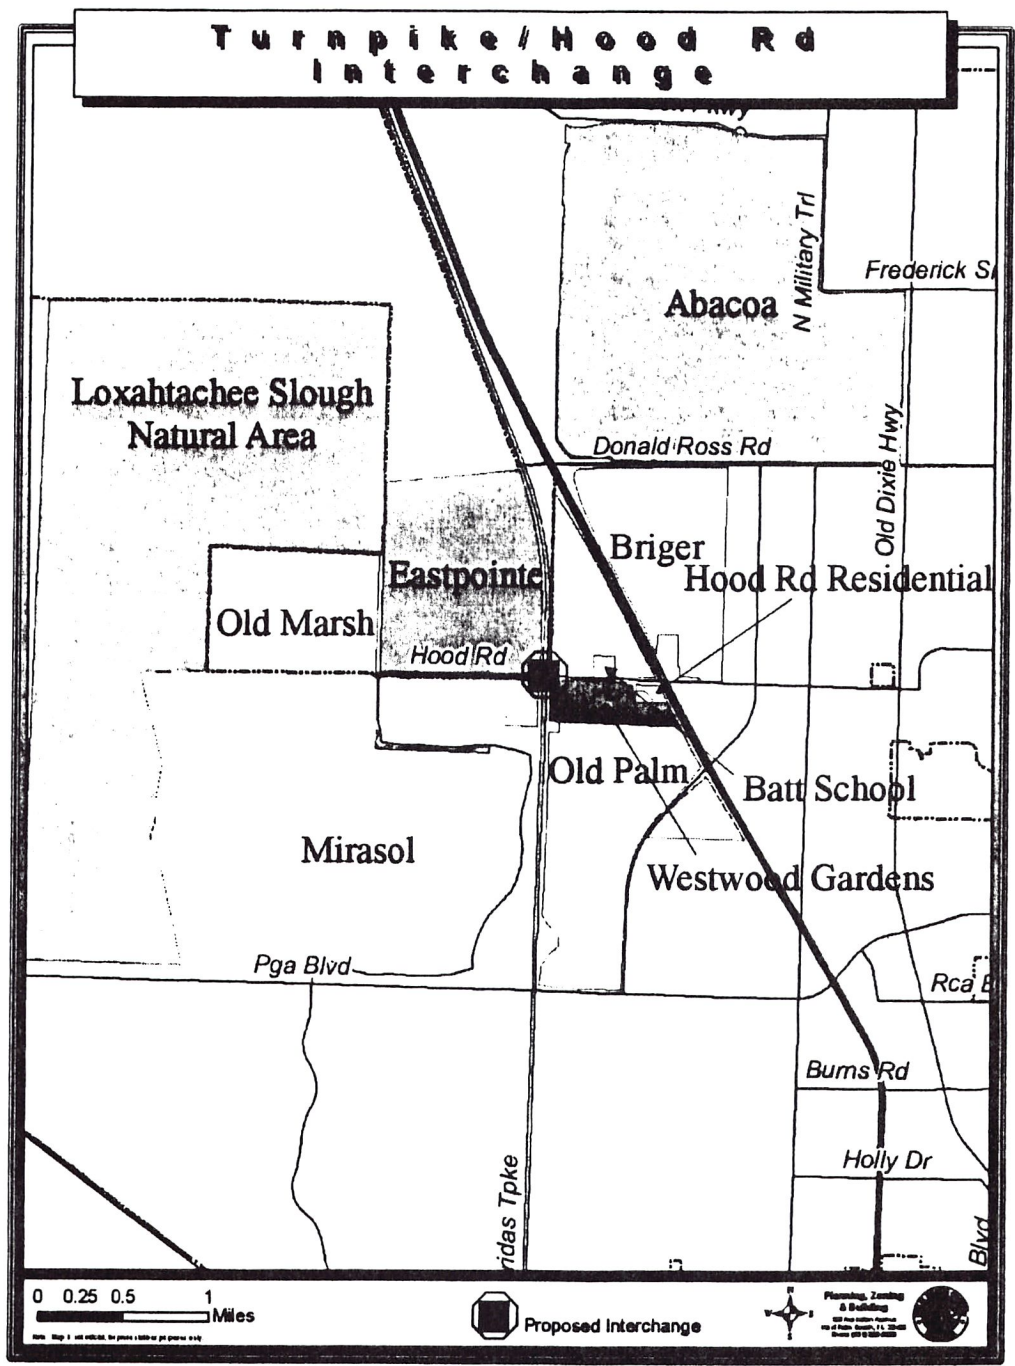 Turnpike/Hood Rd
Interchange
N Military Trl
Frederick S
Abacoa
Loxahtachee Slough
Natural Area
Donald Ross Rd
Old Dixie Hwy
Briger
Eastpointe
Hood Rd Residential
Old Marsh
Hood Rd
Old Palm
Batt School
Mirasol
Westwood Gardens
Pga Blvd
Rca B
Burns Rd
Holly Dr
ridas Tpke
Blvd
0 0.25 0.5 1
Miles
Proposed Interchange
N
Planning, Zoning
& Building